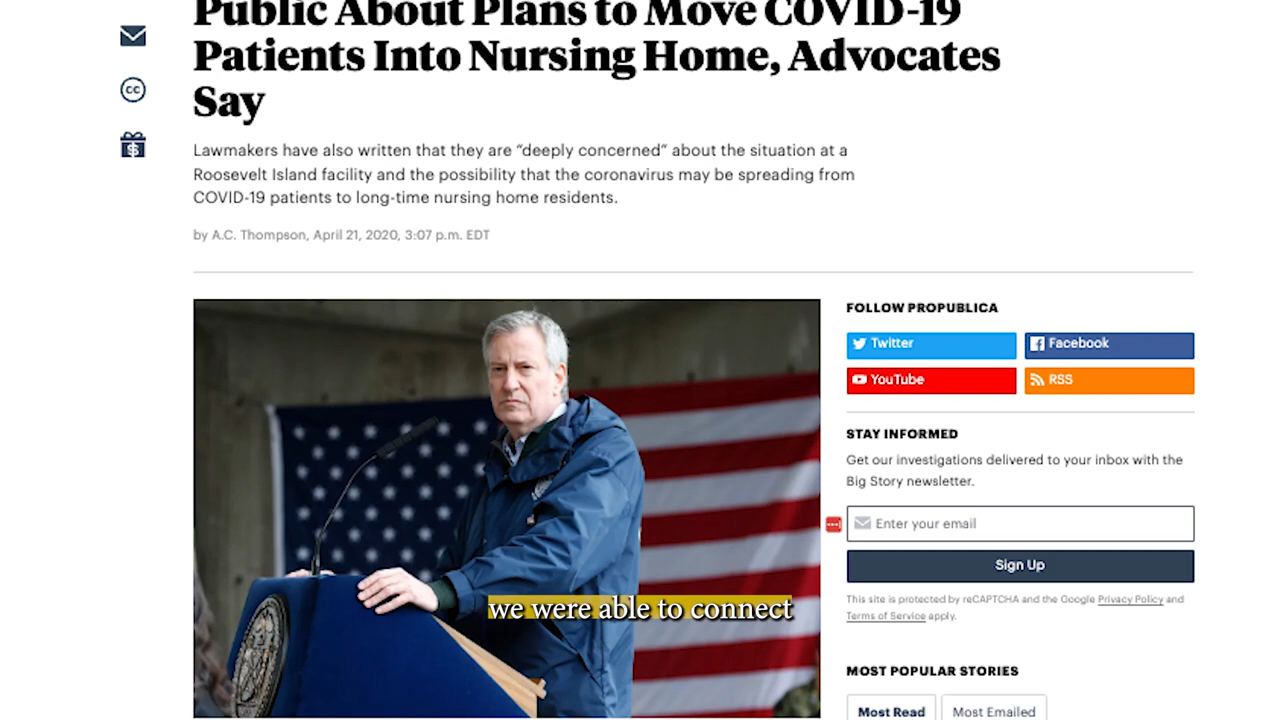 Public About Plans to Move COVID-19
Patients Into Nursing Home, Advocates
Say
Lawmakers have also written that they are “deeply concerned” about the situation at a
Roosevelt Island facility and the possibility that the coronavirus may be spreading from
COVID-19 patients to long-time nursing home residents.
by A.C. Thompson, April 21, 2020, 3:07 p.m. EDT
we were able to connect
FOLLOW PROPUBLICA
Twitter
Facebook
YouTube
RSS
STAY INFORMED
Get our investigations delivered to your inbox with the
Big Story newsletter.
Enter your email
Sign Up
This site is protected by reCAPTCHA and the Google Privacy Policy and
Terms of Service apply.
MOST POPULAR STORIES
Most Read
Most Emailed